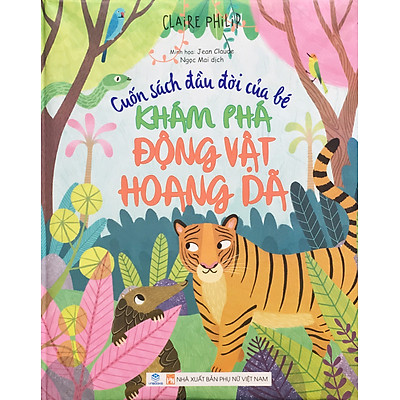 CLAIRE PHILIP
Minh họa: Jean Claude
Ngọc Mai dịch
Cuốn sách đầu đời của bé
KHÁM PHÁ
ĐỘNG VẬT
HOANG DÃ
NHÀ XUẤT BẢN PHỤ NỮ VIỆT NAM